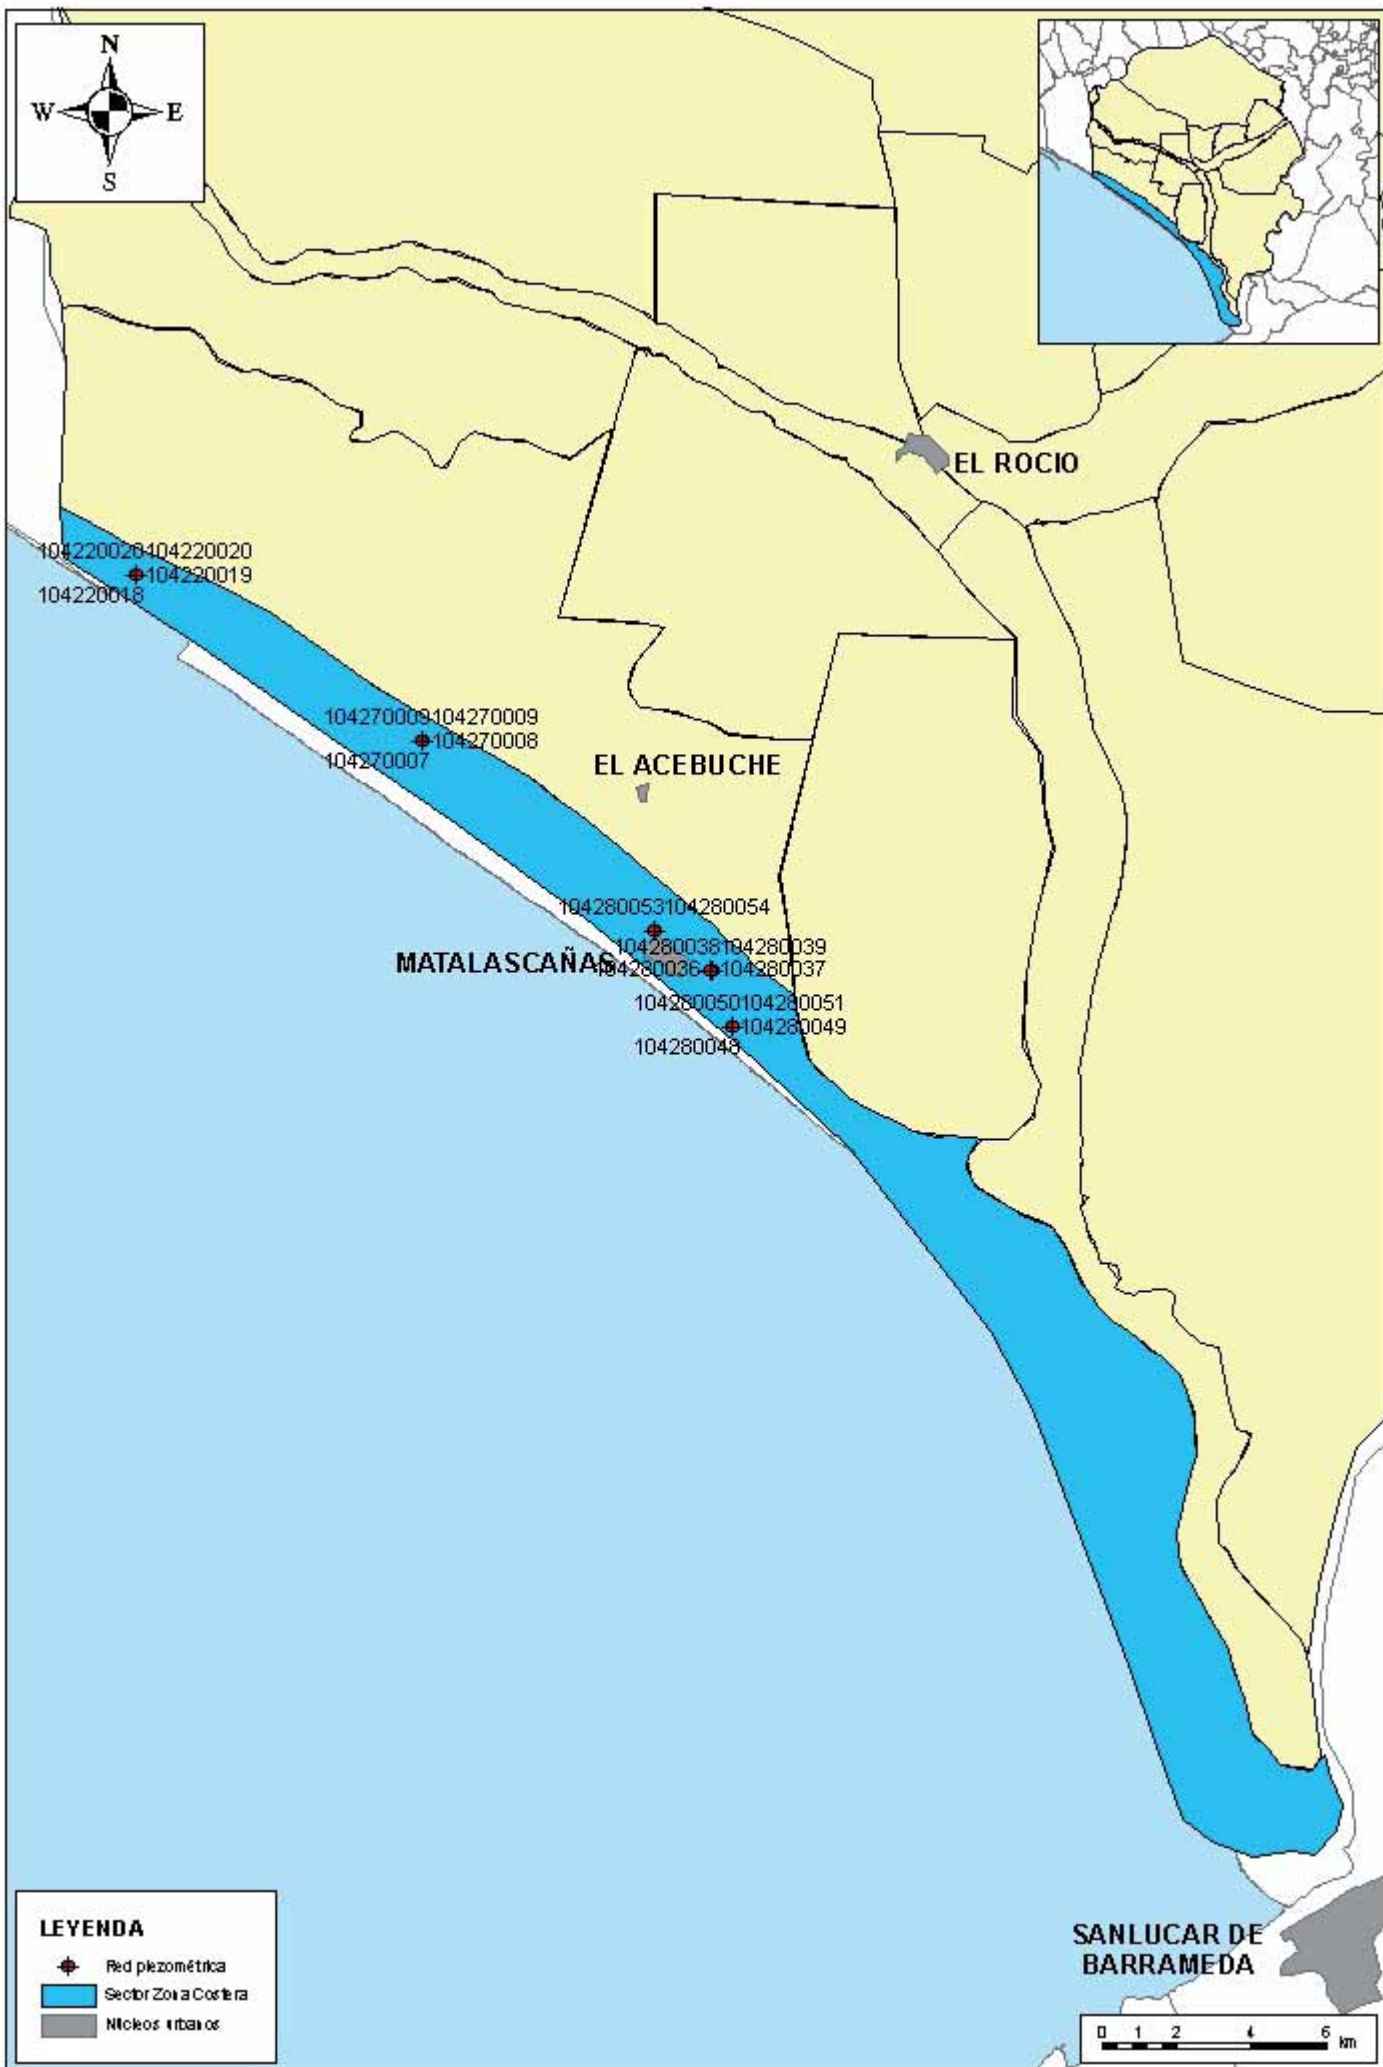 N
W E
S
EL ROCIO
104220020104220020
104220019
104220018
104270009104270009
104270008
104270007
EL ACEBUCHE
104280053104280054
104280038104280039
MATALASCAÑAS
104280036 104280037
104280050104280051
104280049
104280048
SANLUCAR DE
BARRAMEDA
LEYENDA
Red piezométrica
Sector Zona Costera
Núcleos urbanos
0 1 2 4 6
km